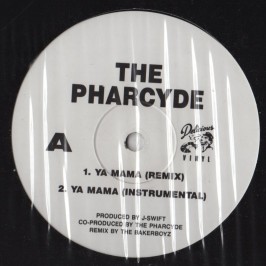 THE
PHARCYDE
A
Delicious
VINYL
1. YA MAMA (REMIX)
2. YA MAMA (INSTRUMENTAL)
PRODUCED BY J-SWIFT
CO-PRODUCED BY THE PHARCYDE
REMIX BY THE BAKERBOYZ